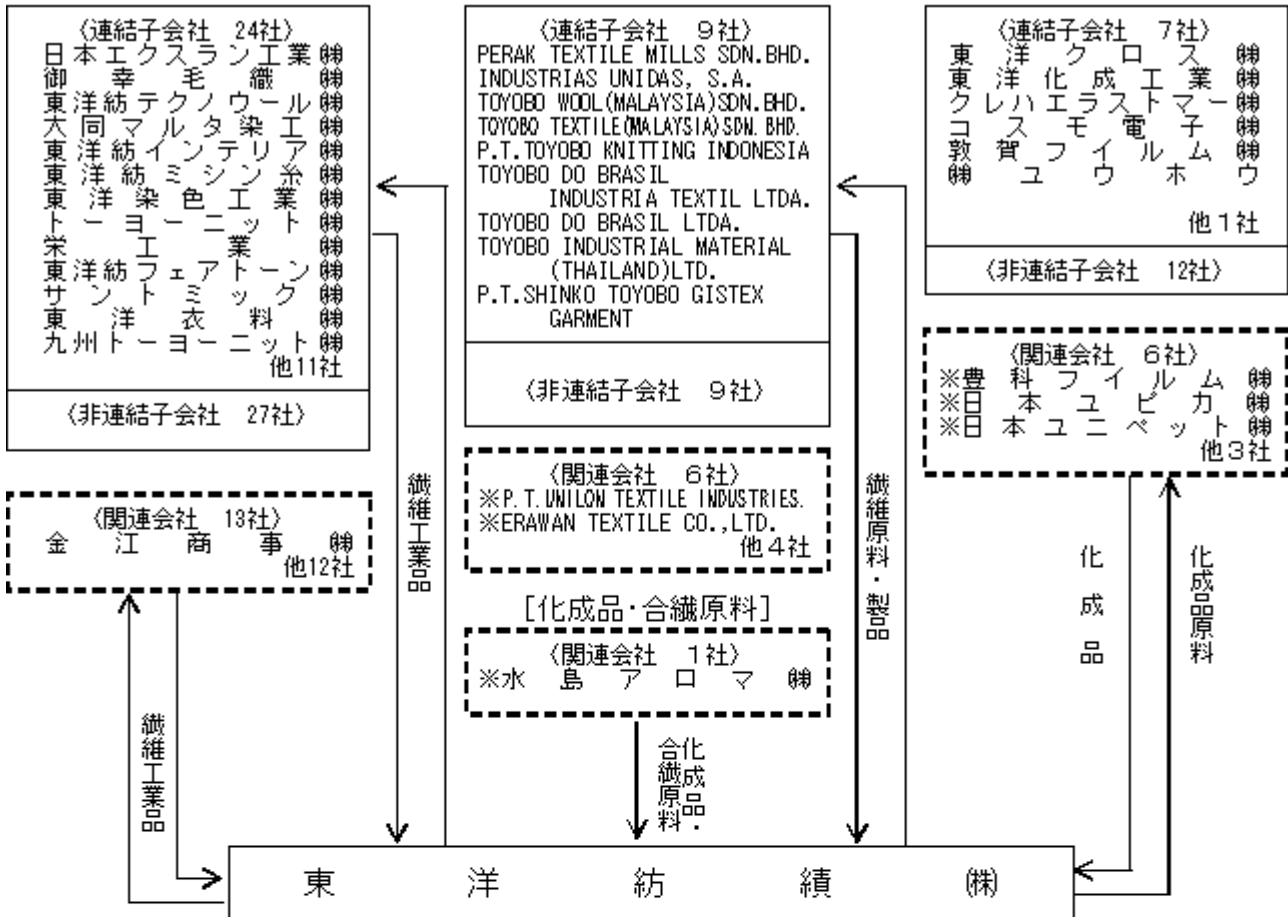 (連結子会社 24社)
日本エクスラン工業㈱
御幸毛織㈱
東洋紡テクノウール㈱
大同マルタ染工㈱
東洋紡インテリア㈱
東洋紡ミシン糸㈱
東洋染色工業㈱
トーヨーニット㈱
栄工業㈱
東洋紡フェアトーン㈱
サントミック㈱
東洋衣料㈱
九州トーヨーニット㈱
他11社
(非連結子会社 27社)
(関連会社 13社)
金江商事㈱
他12社
(連結子会社 9社)
PERAK TEXTILE MILLS SDN.BHD.
INDUSTRIAS UNIDAS, S.A.
TOYOBO WOOL(MALAYSIA)SDN.BHD.
TOYOBO TEXTILE(MALAYSIA)SDN.BHD.
P.T.TOYOBO KNITTING INDONESIA
TOYOBO DO BRASIL
INDUSTRIA TEXTIL LTDA.
TOYOBO DO BRASIL LTDA.
TOYOBO INDUSTRIAL MATERIAL
(THAILAND)LTD.
P.T.SHINKO TOYOBO GISTEX
GARMENT
(非連結子会社 9社)
(関連会社 6社)
※P.T.UNILON TEXTILE INDUSTRIES.
※ERAWAN TEXTILE CO.,LTD.
他4社
[化成品・合繊原料]
(関連会社 1社)
※水島アロマ㈱
(連結子会社 7社)
東洋クロス㈱
東洋化成工業㈱
クレハエラストマー㈱
コスモ電子㈱
敦賀フイルム㈱
㈱ユウホウ
他1社
(非連結子会社 12社)
(関連会社 6社)
※豊科フイルム㈱
※日本ユピカ㈱
※日本ユニペット㈱
他3社
繊維工業品
繊維工業品
化成品・
合繊原料
繊維原料・製品
化成品
化成品原料
東洋紡績㈱